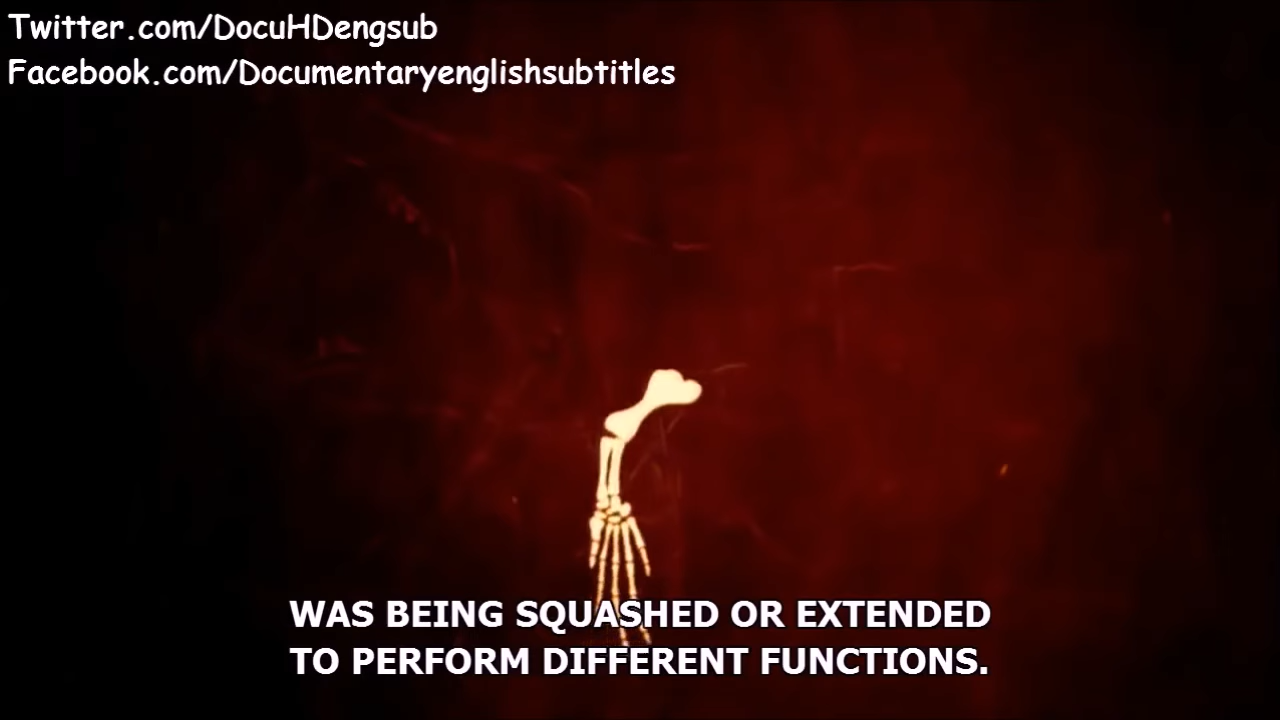 Twitter.com/DocuHDengsub
Facebook.com/Documentaryenglishsubtitles
WAS BEING SQUASHED OR EXTENDED
TO PERFORM DIFFERENT FUNCTIONS.